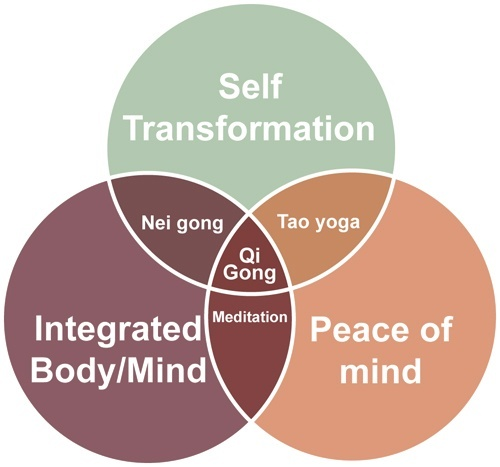 Self
Transformation
Nei gong
Tao yoga
Qi
Gong
Meditation
Integrated
Body/Mind
Peace of
mind